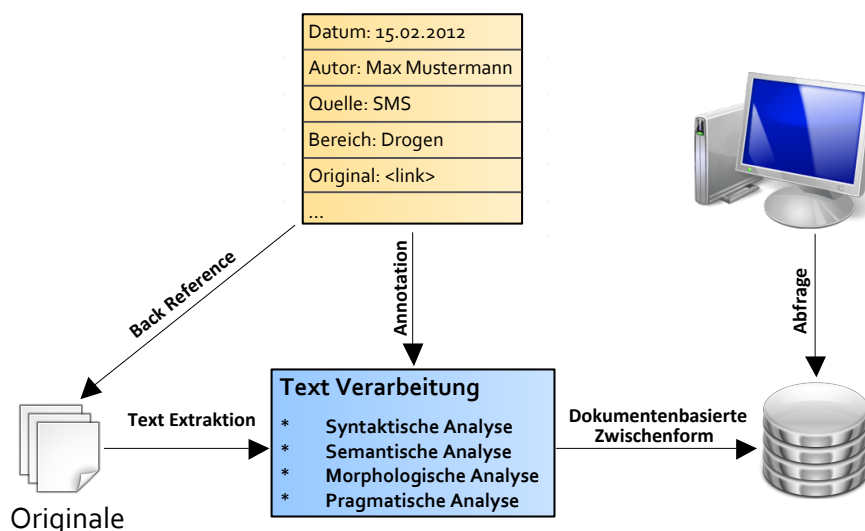 Datum: 15.02.2012
Autor: Max Mustermann
Quelle: SMS
Bereich: Drogen
Original: <link>
...
Back Reference
Annotation
Abfrage
Text Extraktion
Text Verarbeitung
* Syntaktische Analyse
* Semantische Analyse
* Morphologische Analyse
* Pragmatische Analyse
Dokumentenbasierte
Zwischenform
Originale